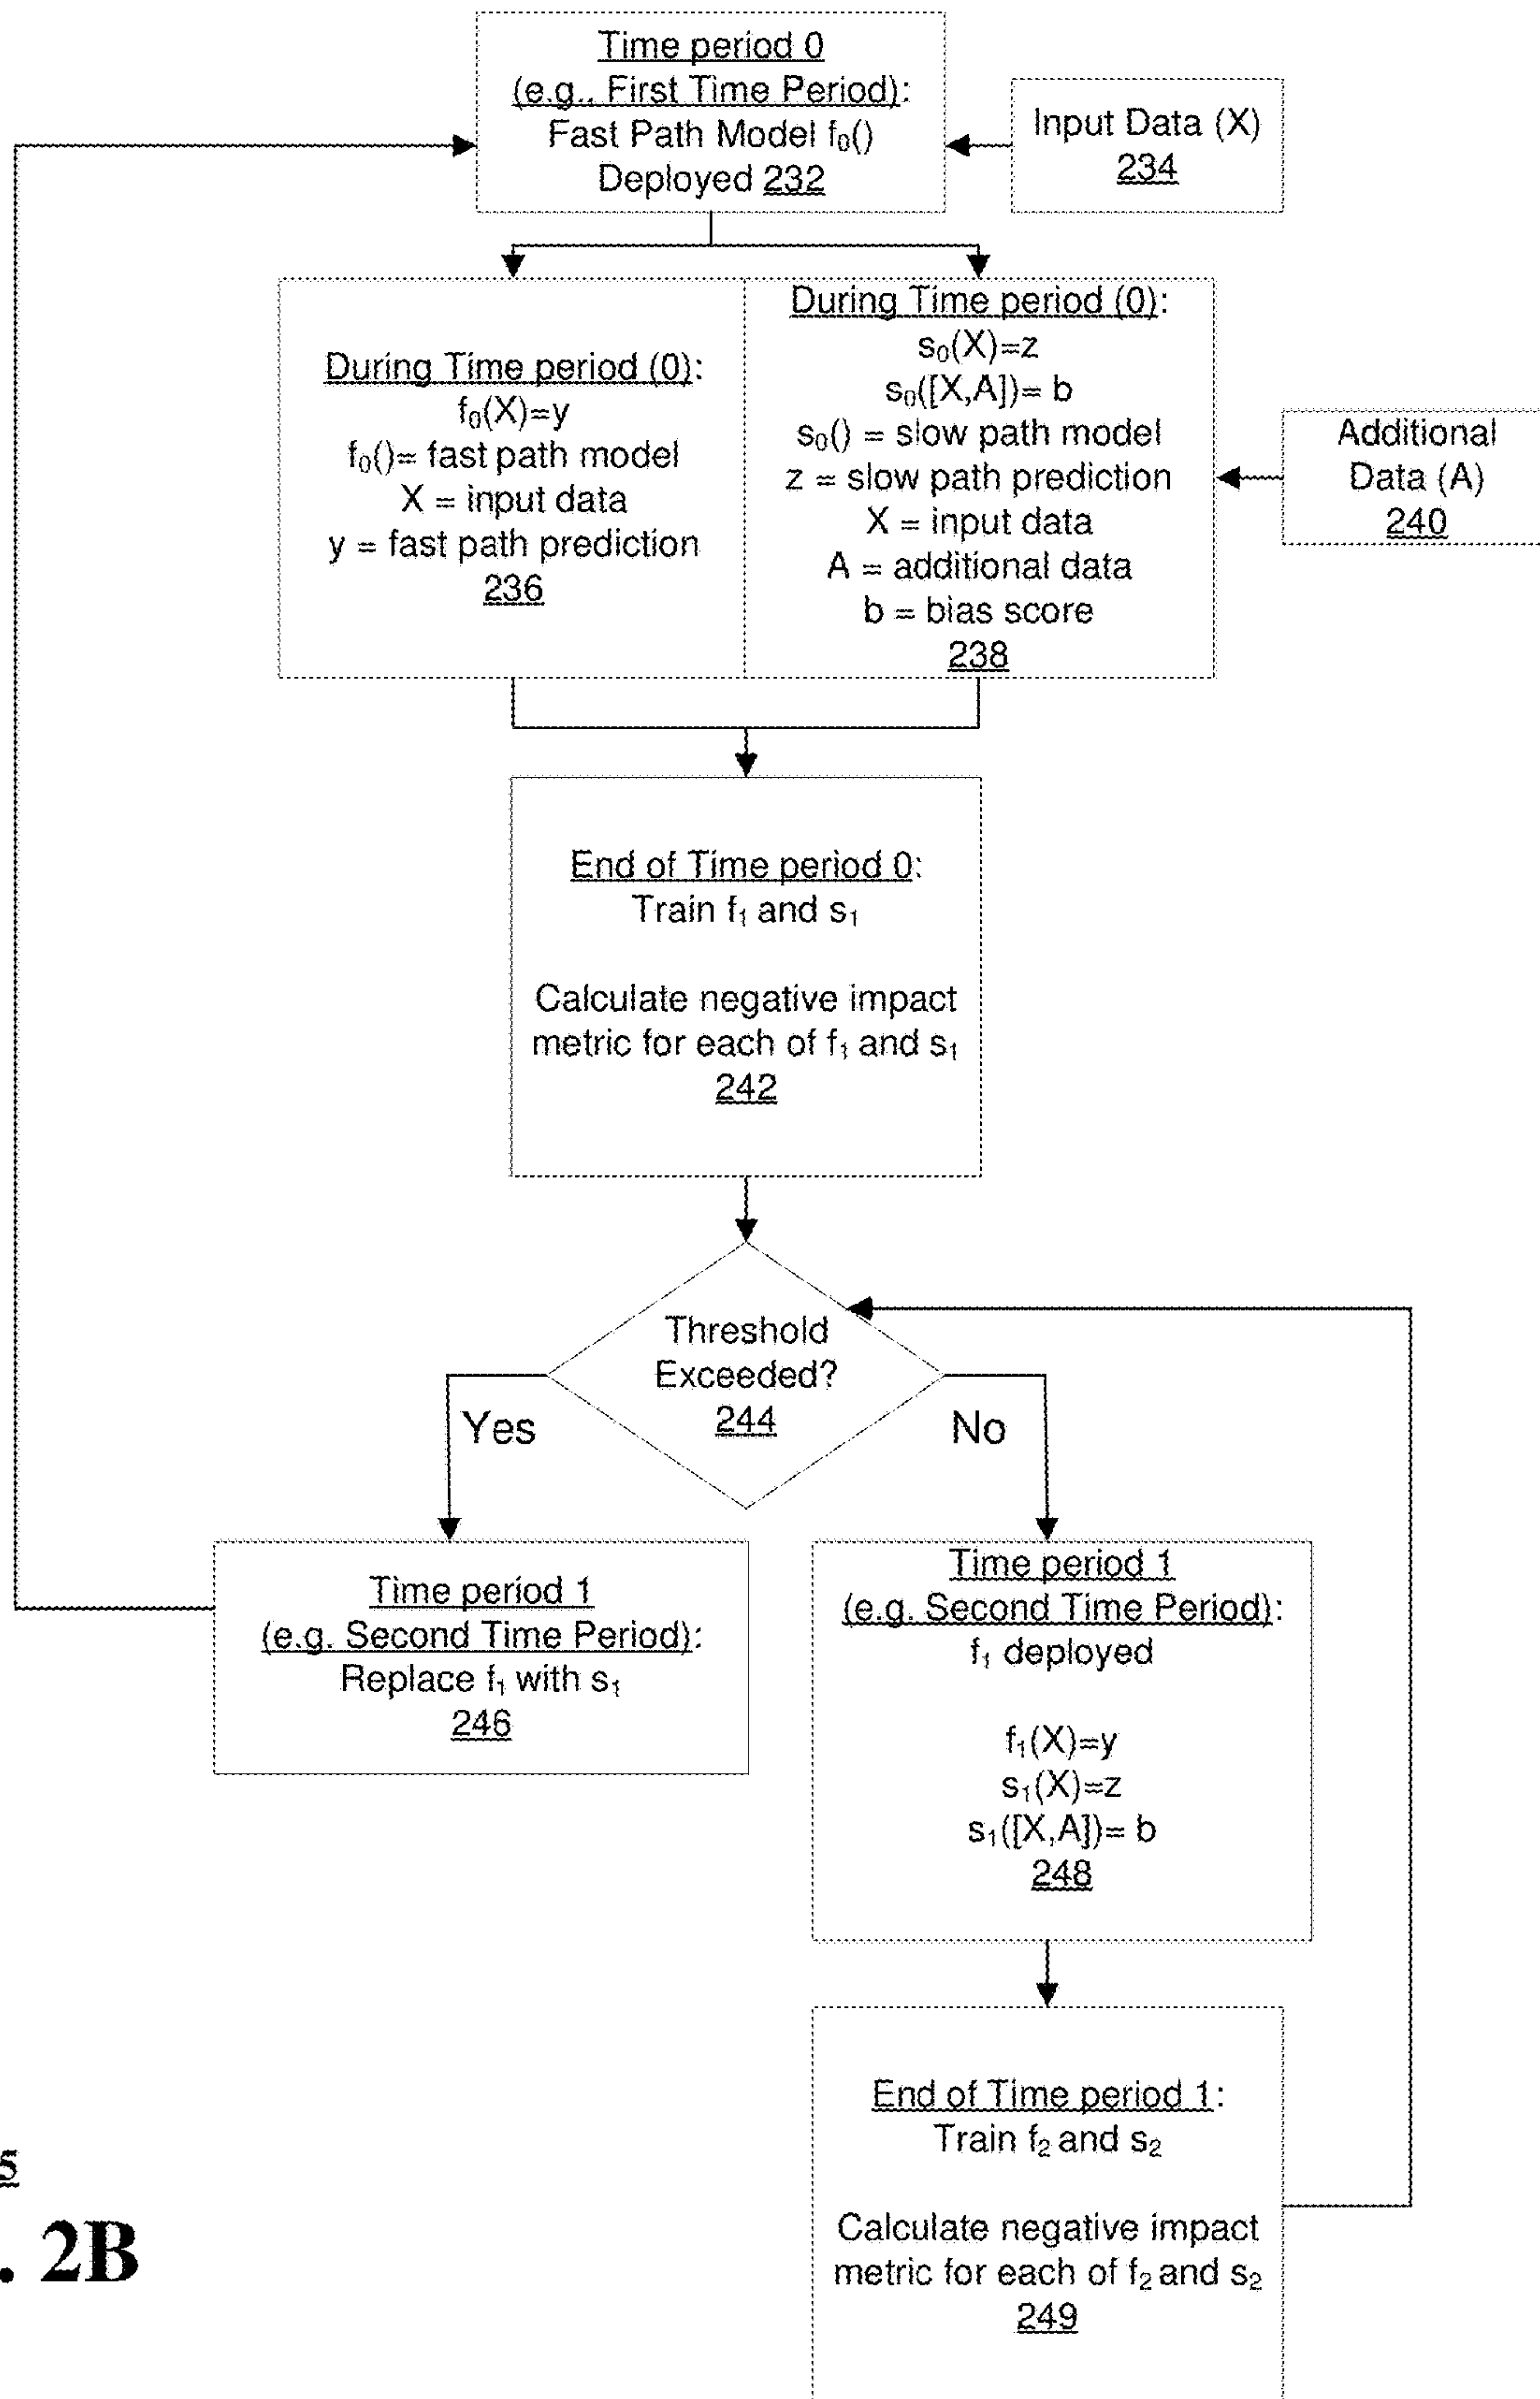 Time period 0
(e.g., First Time Period):
Fast Path Model f₀()
Deployed 232
Input Data (X)
234
During Time period (0):
f₀(X)=y
f₀()= fast path model
X = input data
y = fast path prediction
236
During Time period (0):
s₀(X)=z
s₀([X,A])= b
s₀() = slow path model
z = slow path prediction
X = input data
A = additional data
b = bias score
238
Additional
Data (A)
240
End of Time period 0:
Train f₁ and s₁
Calculate negative impact
metric for each of f₁ and s₁
242
Threshold
Exceeded?
244
Yes
No
Time period 1
(e.g. Second Time Period):
Replace f₁ with s₁
246
Time period 1
(e.g. Second Time Period):
f₁ deployed
f₁(X)=y
s₁(X)=z
s₁([X,A])= b
248
End of Time period 1:
Train f₂ and s₂
Calculate negative impact
metric for each of f₂ and s₂
249
5
. 2B